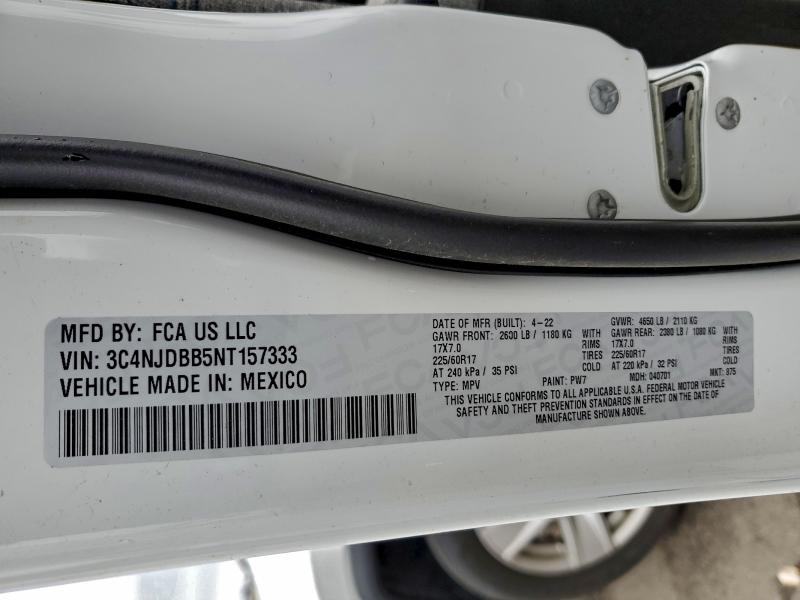 MFD BY: FCA US LLC
VIN: 3C4NJDBB5NT157333
VEHICLE MADE IN: MEXICO
DATE OF MFR (BUILT): 4-22 GVWR: 4650 LB / 2110 KG
GAWR FRONT: 2600 LB / 1180 KG WITH GAWR REAR: 2380 LB / 1080 KG WITH
17X7.0 RIMS 17X7.0 RIMS
225/60R17 TIRES 225/60R17 TIRES
AT 240 kPa / 35 PSI AT 220 kPa / 32 PSI
TYPE: MPV PAINT: PW7 MDH: 040701 MKT: 875
THIS VEHICLE CONFORMS TO ALL APPLICABLE U.S.A. FEDERAL MOTOR VEHICLE
SAFETY AND THEFT PREVENTION STANDARDS IN EFFECT ON THE DATE OF
MANUFACTURE SHOWN ABOVE.